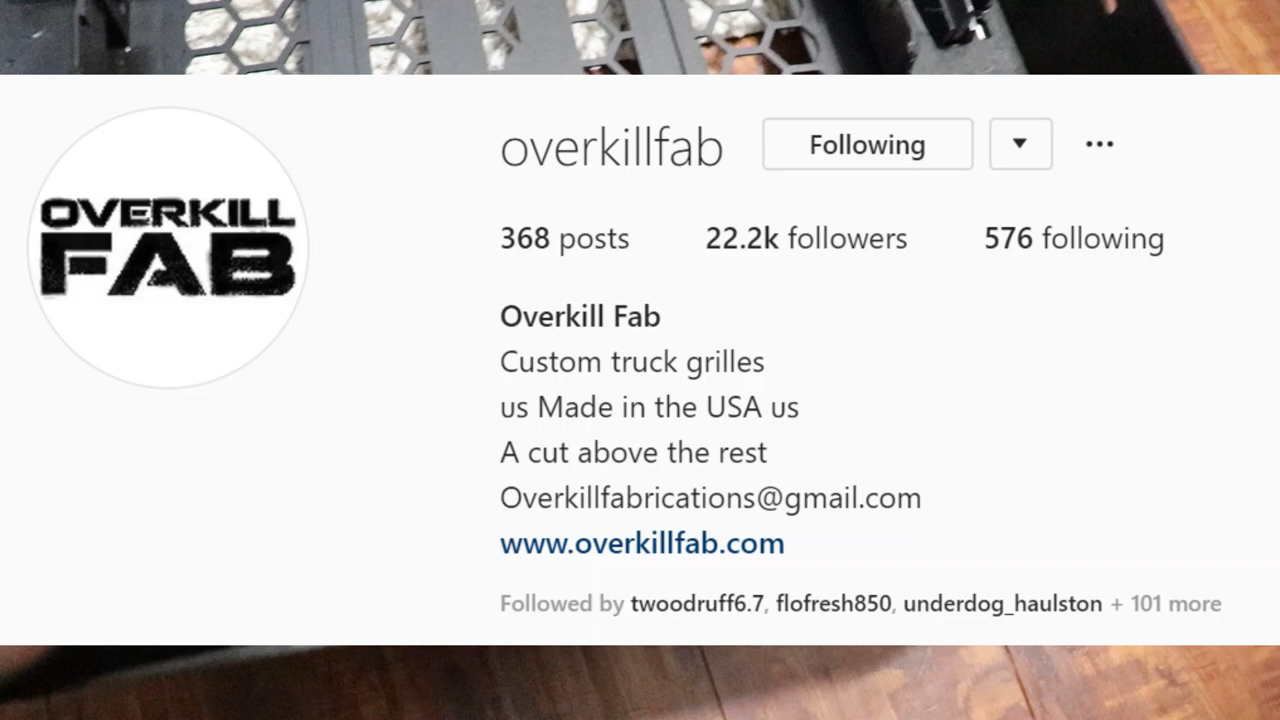 OVERKILL
FAB
overkillfab Following ▼ •••
368 posts 22.2k followers 576 following
Overkill Fab
Custom truck grilles
us Made in the USA us
A cut above the rest
Overkillfabrications@gmail.com
www.overkillfab.com
Followed by twoodruff6.7, flofresh850, underdog_haulston + 101 more